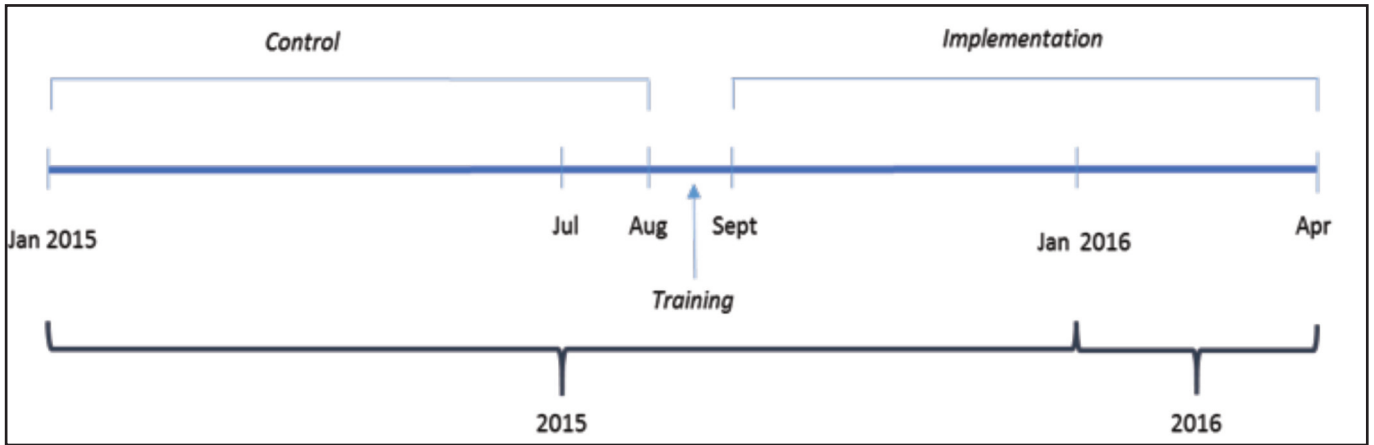 Control
Implementation
Jan 2015
Jul
Aug
Sept
Jan 2016
Apr
Training
2015
2016